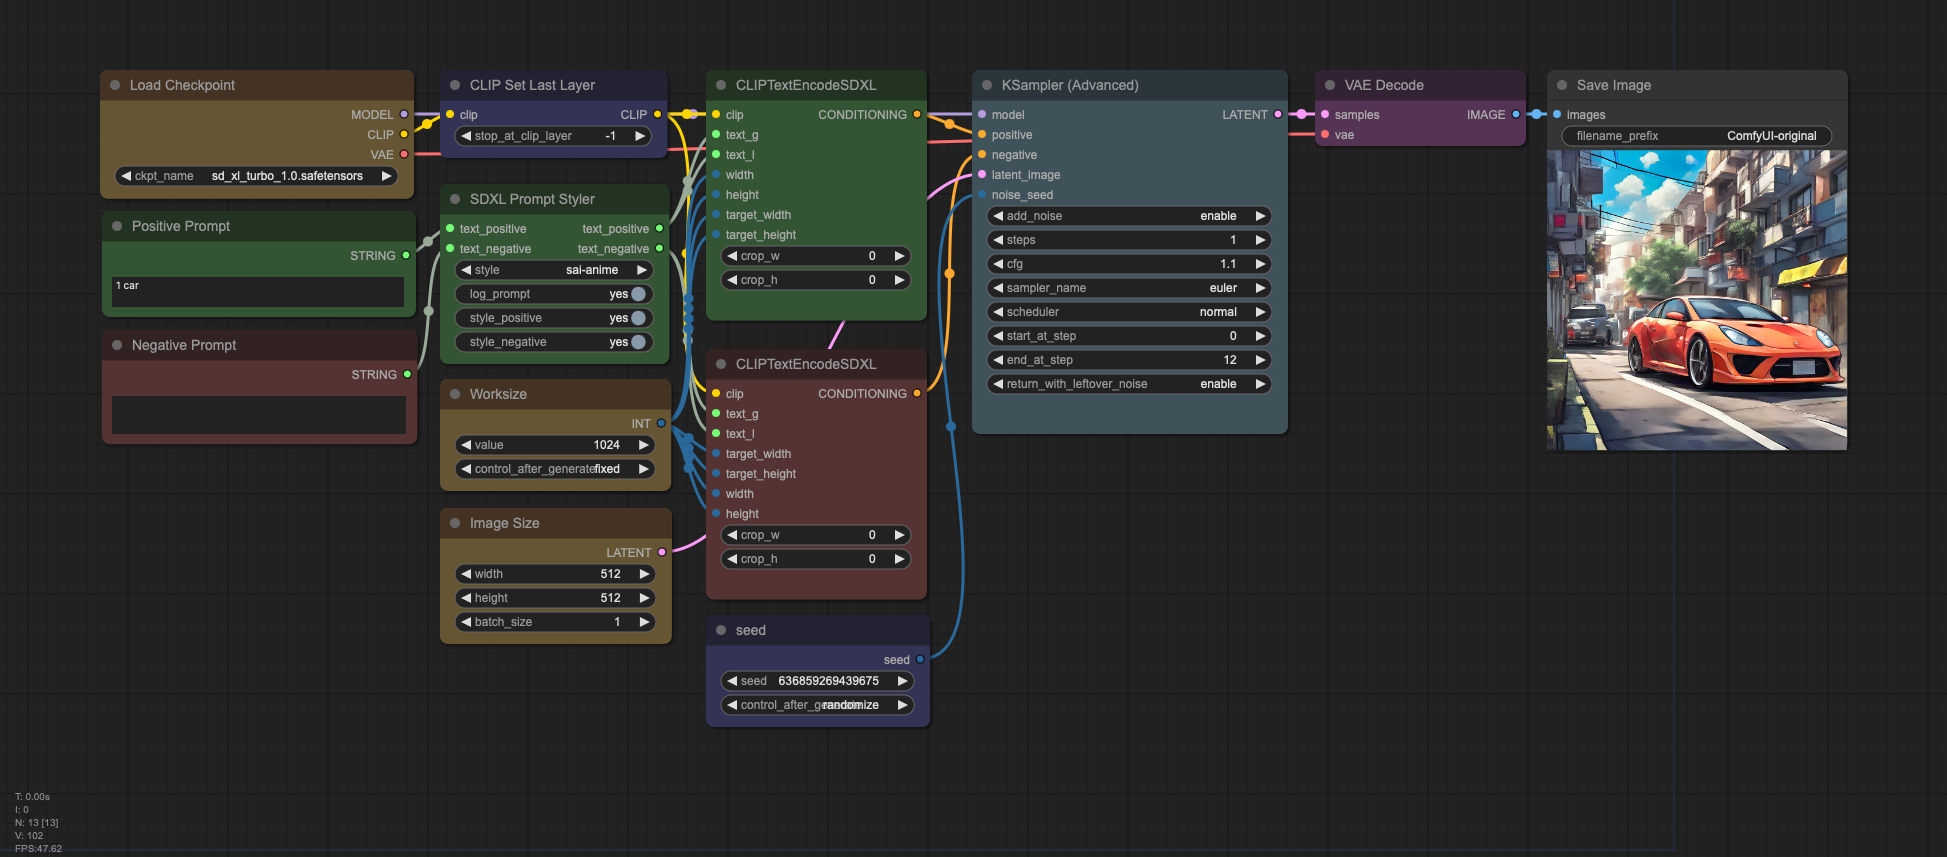 Load Checkpoint
MODEL
CLIP
VAE
ckpt_name sd_xl_turbo_1.0.safetensors
Positive Prompt
STRING
1 car
Negative Prompt
STRING
CLIP Set Last Layer
clip CLIP
stop_at_clip_layer -1
SDXL Prompt Styler
text_positive text_positive
text_negative text_negative
style sai-anime
log_prompt yes
style_positive yes
style_negative yes
Worksize
INT
value 1024
control_after_generate fixed
Image Size
LATENT
width 512
height 512
batch_size 1
CLIPTextEncodeSDXL
clip CONDITIONING
text_g
text_l
width
height
target_width
target_height
crop_w 0
crop_h 0
CLIPTextEncodeSDXL
clip CONDITIONING
text_g
text_l
target_width
target_height
width
height
crop_w 0
crop_h 0
seed
seed
seed 636859269439675
control_after_generate randomize
KSampler (Advanced)
model LATENT
positive
negative
latent_image
noise_seed
add_noise enable
steps 1
cfg 1.1
sampler_name euler
scheduler normal
start_at_step 0
end_at_step 12
return_with_leftover_noise enable
VAE Decode
samples IMAGE
vae
Save Image
images
filename_prefix ComfyUI-original
T: 0.00s
I: 0
N: 13 [13]
V: 102
FPS:47.62